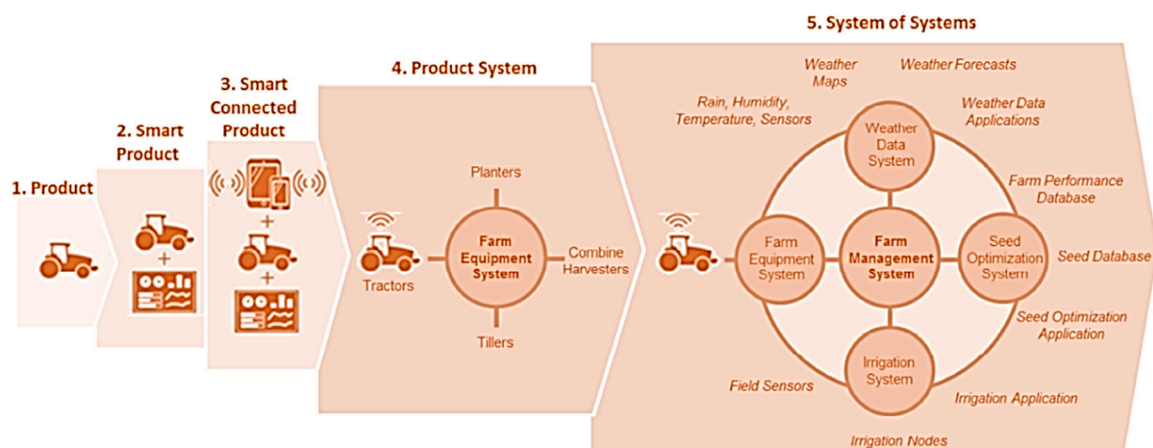 1. Product
2. Smart
Product
3. Smart
Connected
Product
4. Product System
Planters
Farm
Equipment
System
Combine
Harvesters
Tractors
Tillers
5. System of Systems
Weather
Maps
Weather Forecasts
Rain, Humidity,
Temperature, Sensors
Weather Data
Applications
Weather
Data
System
Farm Performance
Database
Farm
Equipment
System
Farm
Management
System
Seed
Optimization
System
Seed Database
Seed Optimization
Application
Irrigation
System
Field Sensors
Irrigation Application
Irrigation Nodes